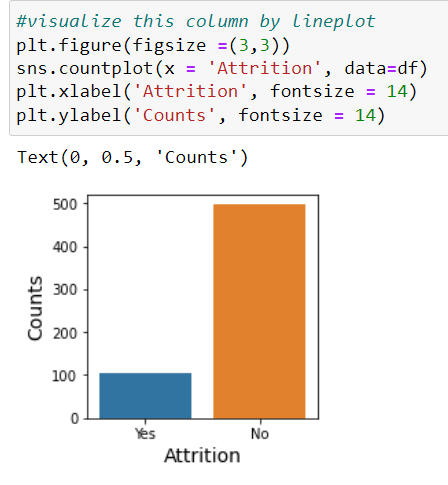 #visualize this column by lineplot
plt.figure(figsize =(3,3))
sns.countplot(x = 'Attrition', data=df)
plt.xlabel('Attrition', fontsize = 14)
plt.ylabel('Counts', fontsize = 14)
Text(0, 0.5, 'Counts')
500
400
300
200
100
0
Counts
Yes No
Attrition